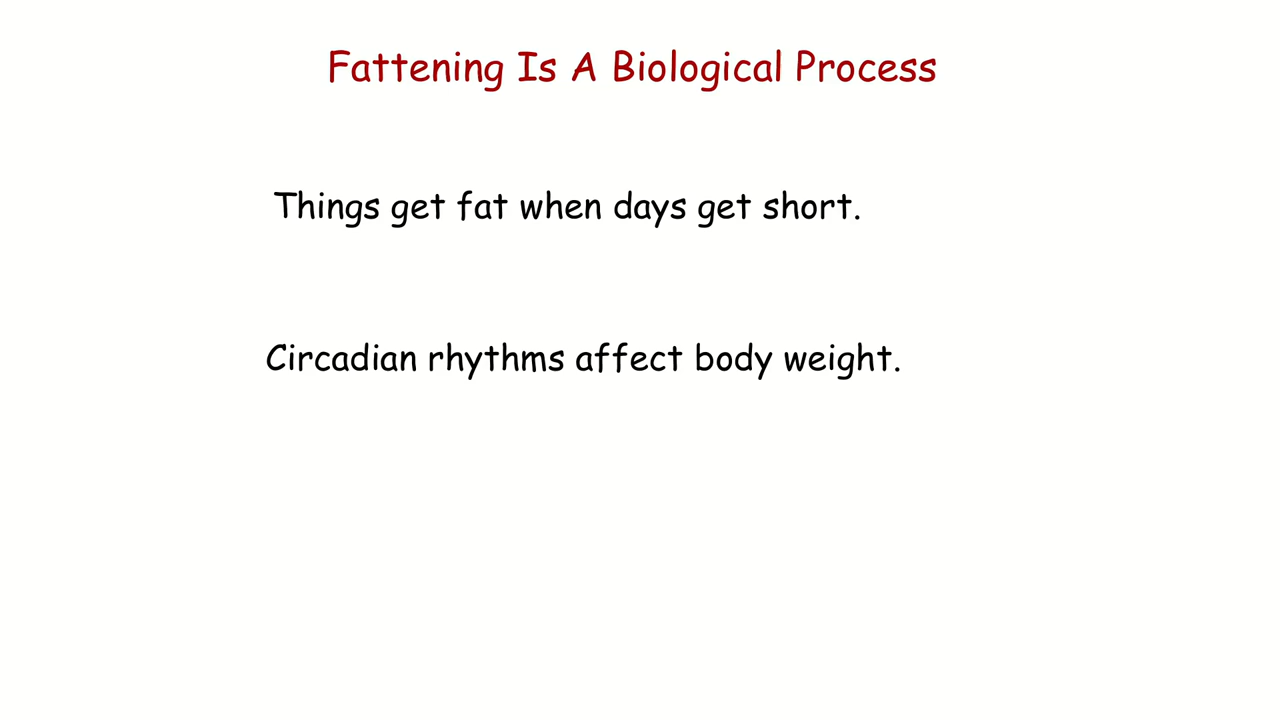 Fattening Is A Biological Process
Things get fat when days get short.
Circadian rhythms affect body weight.